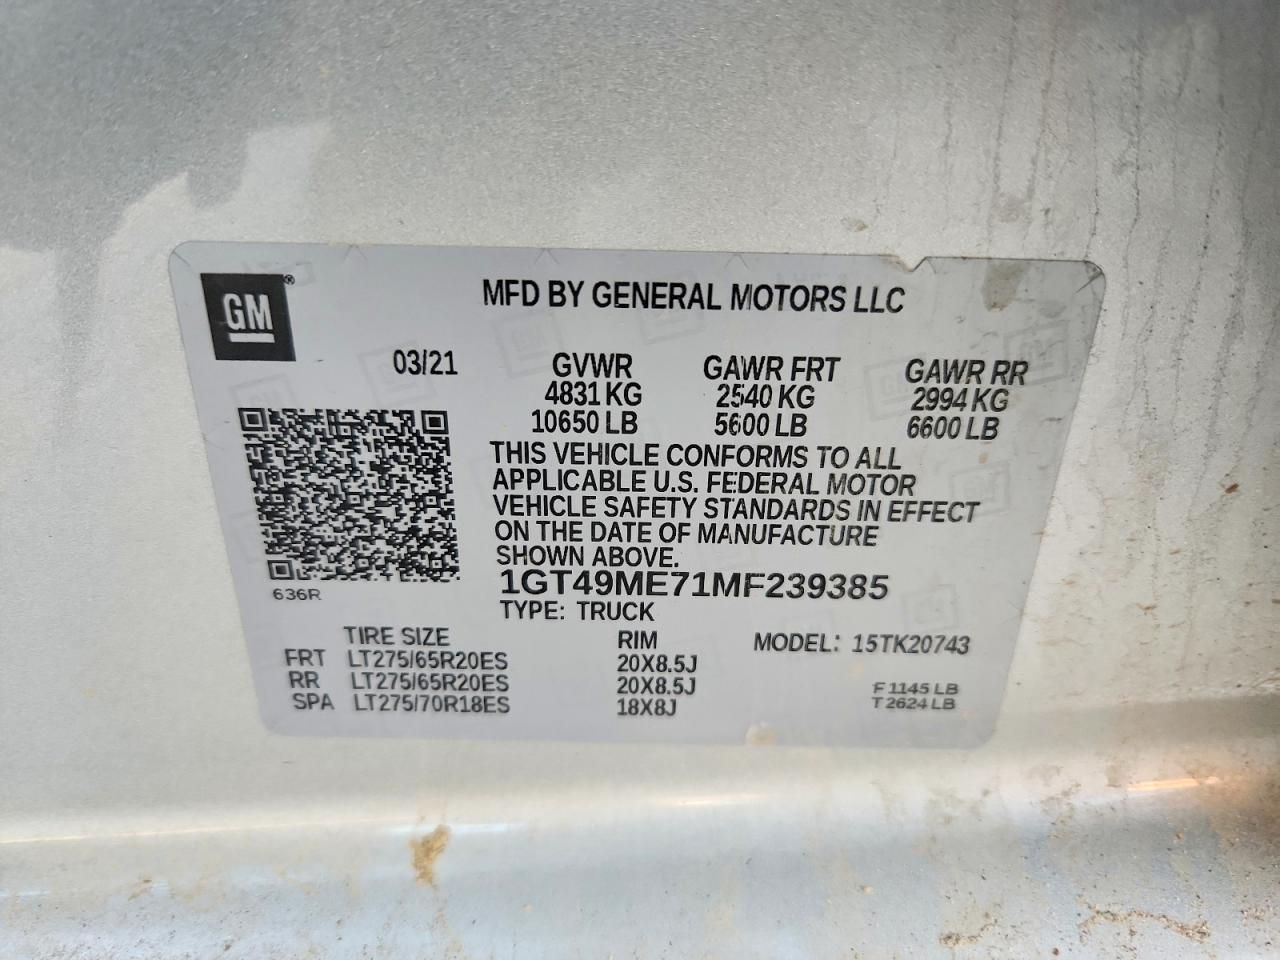 GM®
MFD BY GENERAL MOTORS LLC
03/21 GVWR GAWR FRT GAWR RR
4831 KG 2540 KG 2994 KG
10650 LB 5600 LB 6600 LB
THIS VEHICLE CONFORMS TO ALL
APPLICABLE U.S. FEDERAL MOTOR
VEHICLE SAFETY STANDARDS IN EFFECT
ON THE DATE OF MANUFACTURE
SHOWN ABOVE.
636R
1GT49ME71MF239385
TYPE: TRUCK
TIRE SIZE RIM MODEL: 15TK20743
FRT LT275/65R20ES 20X8.5J
RR LT275/65R20ES 20X8.5J F 1145 LB
SPA LT275/70R18ES 18X8J T 2624 LB